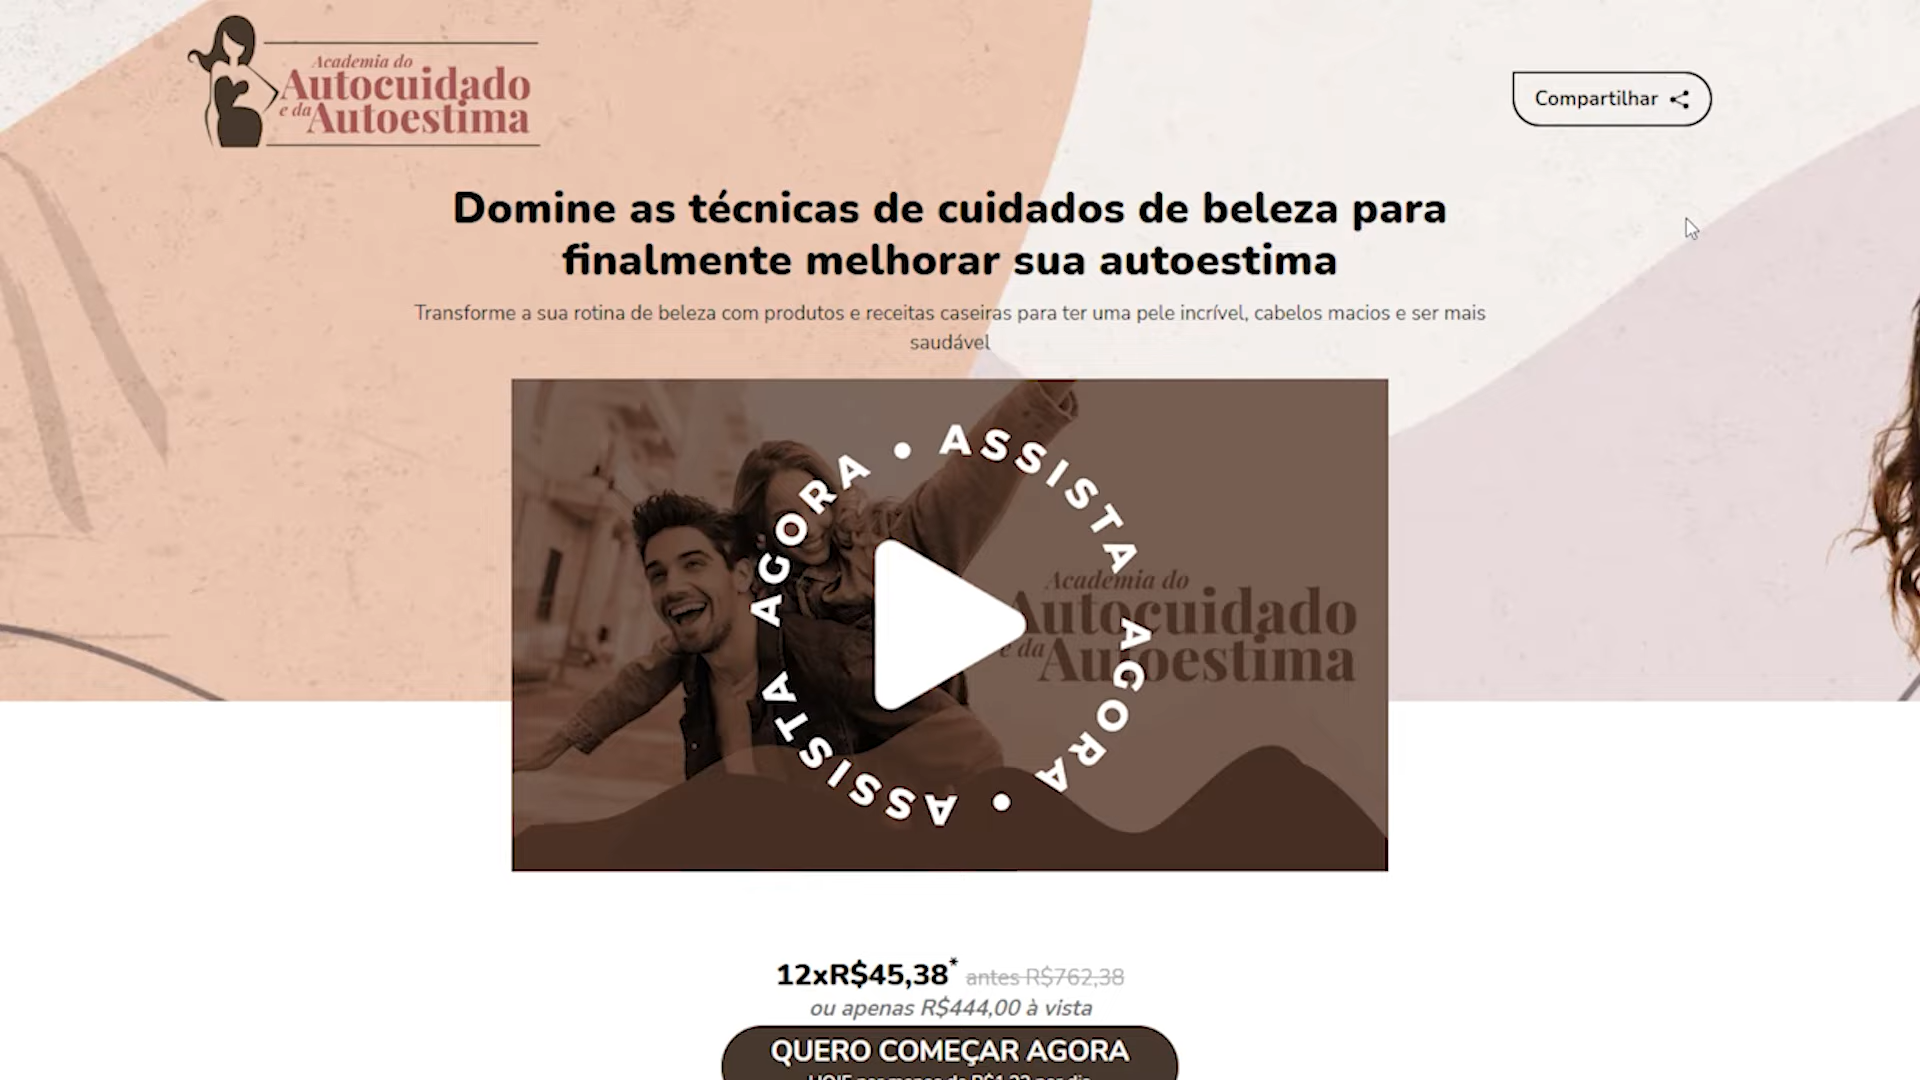 Academia do
Autocuidado
e da Autoestima
Compartilhar
Domine as técnicas de cuidados de beleza para
finalmente melhorar sua autoestima
Transforme a sua rotina de beleza com produtos e receitas caseiras para ter uma pele incrível, cabelos macios e ser mais
saudável
ASSISTA AGORA • ASSISTA AGORA •
Academia do
Autocuidado
e da Autoestima
12xR$45,38* antes R$762,38
ou apenas R$444,00 à vista
QUERO COMEÇAR AGORA